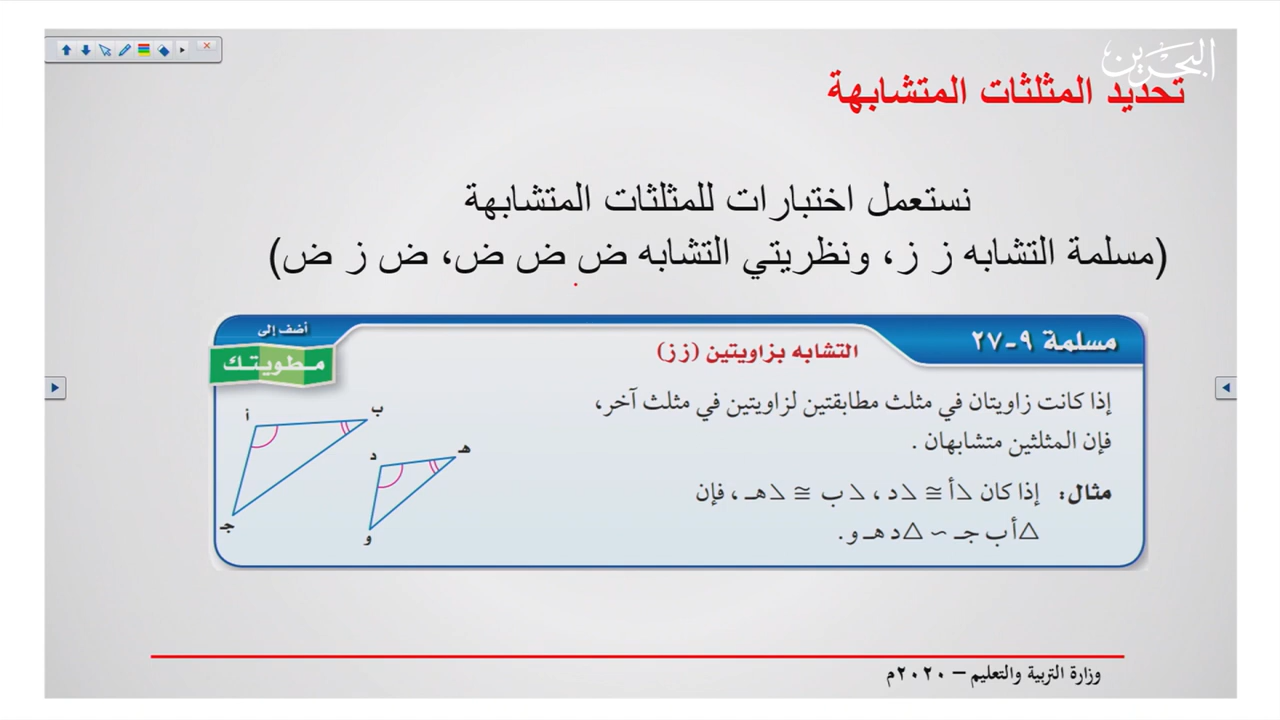 البحرين
تحديد المثلثات المتشابهة
نستعمل اختبارات للمثلثات المتشابهة
(مسلمة التشابه ز ز، ونظريتي التشابه ض ض ض، ض ز ض)
مسلمة ٩-٢٧
أضف إلى
مـطويتـك
التشابه بزاويتين (زز)
إذا كانت زاويتان في مثلث مطابقتين لزاويتين في مثلث آخر،
فإن المثلثين متشابهان .
مثال: إذا كان ∠أ ≅ ∠د ، ∠ب ≅ ∠هـ ، فإن
△أ ب جـ ~ △د هـ و .
أ
ب
جـ
د
هـ
و
وزارة التربية والتعليم – ٢٠٢٠م